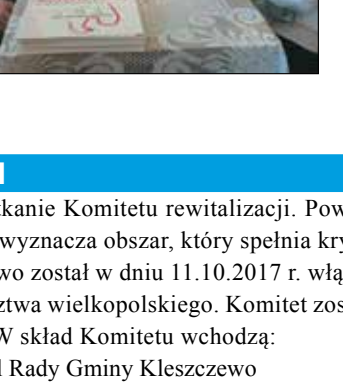 tkanie Komitetu rewitalizacji. Pow
wyznacza obszar, który spełnia kry
wo został w dniu 11.10.2017 r. włą
ztwa wielkopolskiego. Komitet zos
W skład Komitetu wchodzą:
l Rady Gminy Kleszczewo